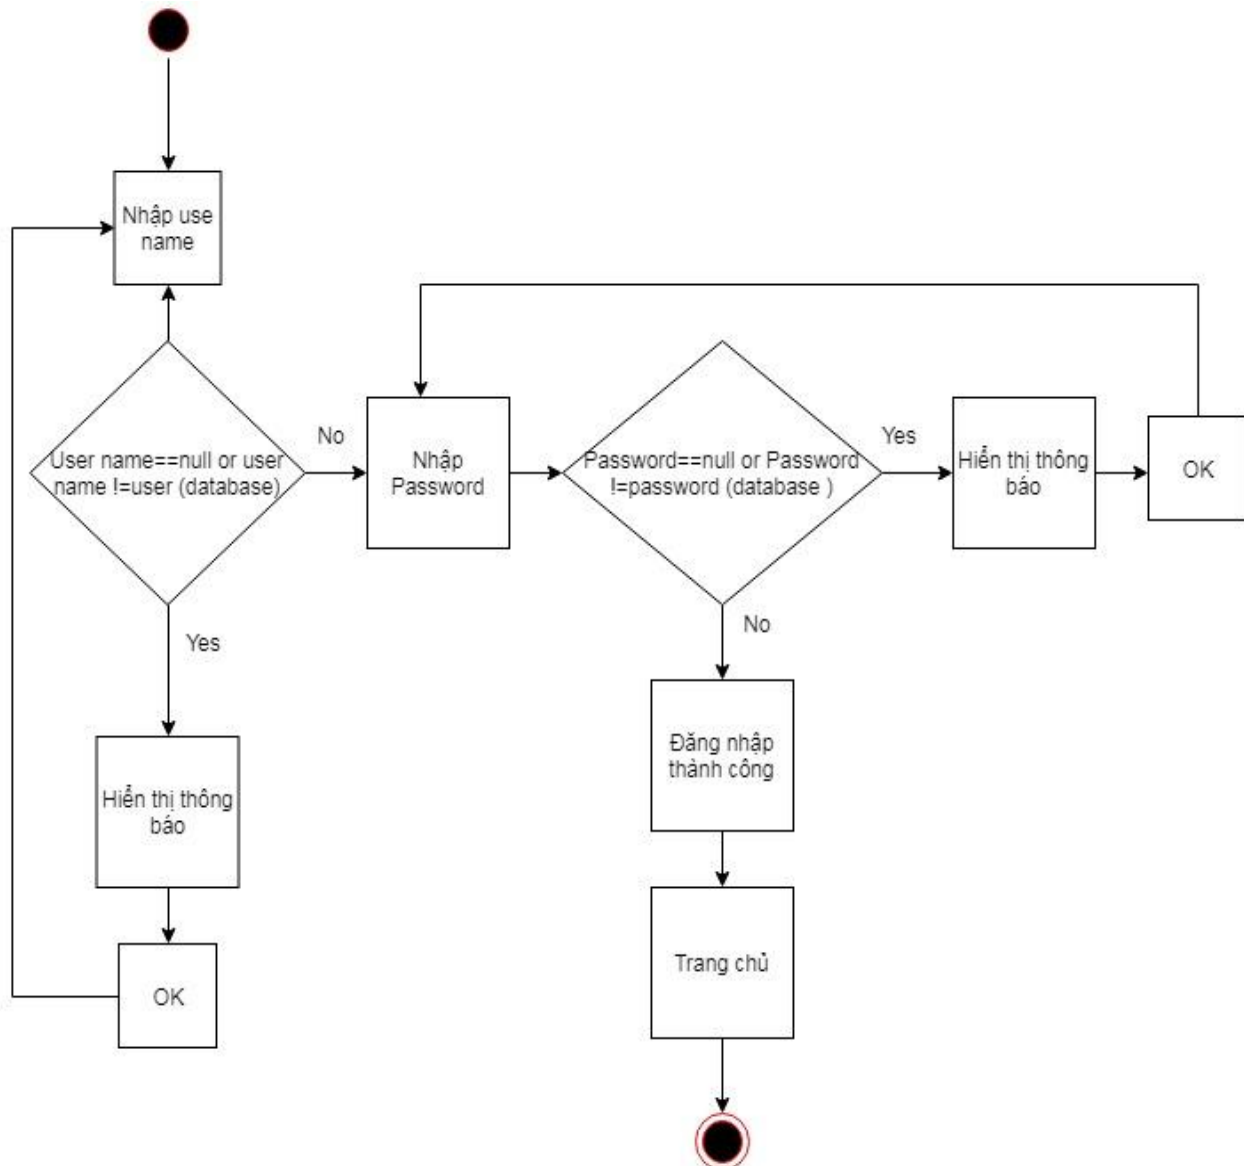 Nhập use
name
User name==null or user
name !=user (database)
No
Yes
Hiển thị thông
báo
OK
Nhập
Password
Password==null or Password
!=password (database )
Yes
Hiển thị thông
báo
OK
No
Đăng nhập
thành công
Trang chủ